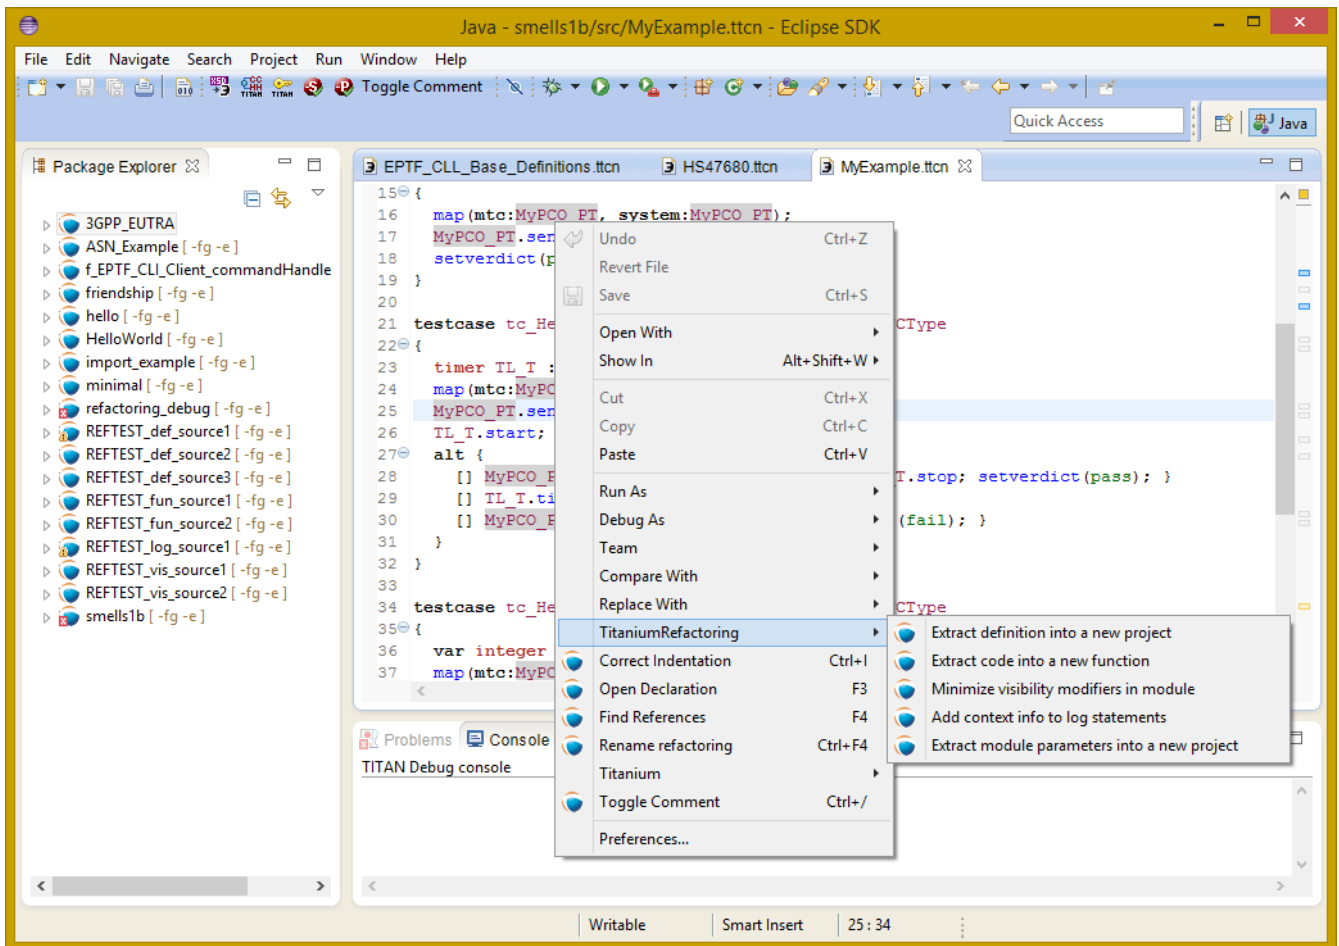 Java - smells1b/src/MyExample.ttcn - Eclipse SDK
File Edit Navigate Search Project Run Window Help
Toggle Comment
Quick Access
Java
Package Explorer
3GPP_EUTRA
ASN_Example [ -fg -e ]
f_EPTF_CLI_Client_commandHandle
friendship [ -fg -e ]
hello [ -fg -e ]
HelloWorld [ -fg -e ]
import_example [ -fg -e ]
minimal [ -fg -e ]
refactoring_debug [ -fg -e ]
REFTEST_def_source1 [ -fg -e ]
REFTEST_def_source2 [ -fg -e ]
REFTEST_def_source3 [ -fg -e ]
REFTEST_fun_source1 [ -fg -e ]
REFTEST_fun_source2 [ -fg -e ]
REFTEST_log_source1 [ -fg -e ]
REFTEST_vis_source1 [ -fg -e ]
REFTEST_vis_source2 [ -fg -e ]
smells1b [ -fg -e ]
EPTF_CLL_Base_Definitions.ttcn HS47680.ttcn MyExample.ttcn
15 {
16 map(mtc:MyPCO_PT, system:MyPCO_PT);
17 MyPCO_PT.sen
18 setverdict(p
19 }
20
21 testcase tc_He CType
22 {
23 timer TL_T :
24 map(mtc:MyPC
25 MyPCO_PT.sen
26 TL_T.start;
27 alt {
28 [] MyPCO_P T.stop; setverdict(pass); }
29 [] TL_T.ti
30 [] MyPCO_P (fail); }
31 }
32 }
33
34 testcase tc_He CType
35 {
36 var integer
37 map(mtc:MyPC
Undo Ctrl+Z
Revert File
Save Ctrl+S
Open With
Show In Alt+Shift+W
Cut Ctrl+X
Copy Ctrl+C
Paste Ctrl+V
Run As
Debug As
Team
Compare With
Replace With
TitaniumRefactoring
Correct Indentation Ctrl+I
Open Declaration F3
Find References F4
Rename refactoring Ctrl+F4
Titanium
Toggle Comment Ctrl+/
Preferences...
Extract definition into a new project
Extract code into a new function
Minimize visibility modifiers in module
Add context info to log statements
Extract module parameters into a new project
Problems Console
TITAN Debug console
Writable Smart Insert 25 : 34